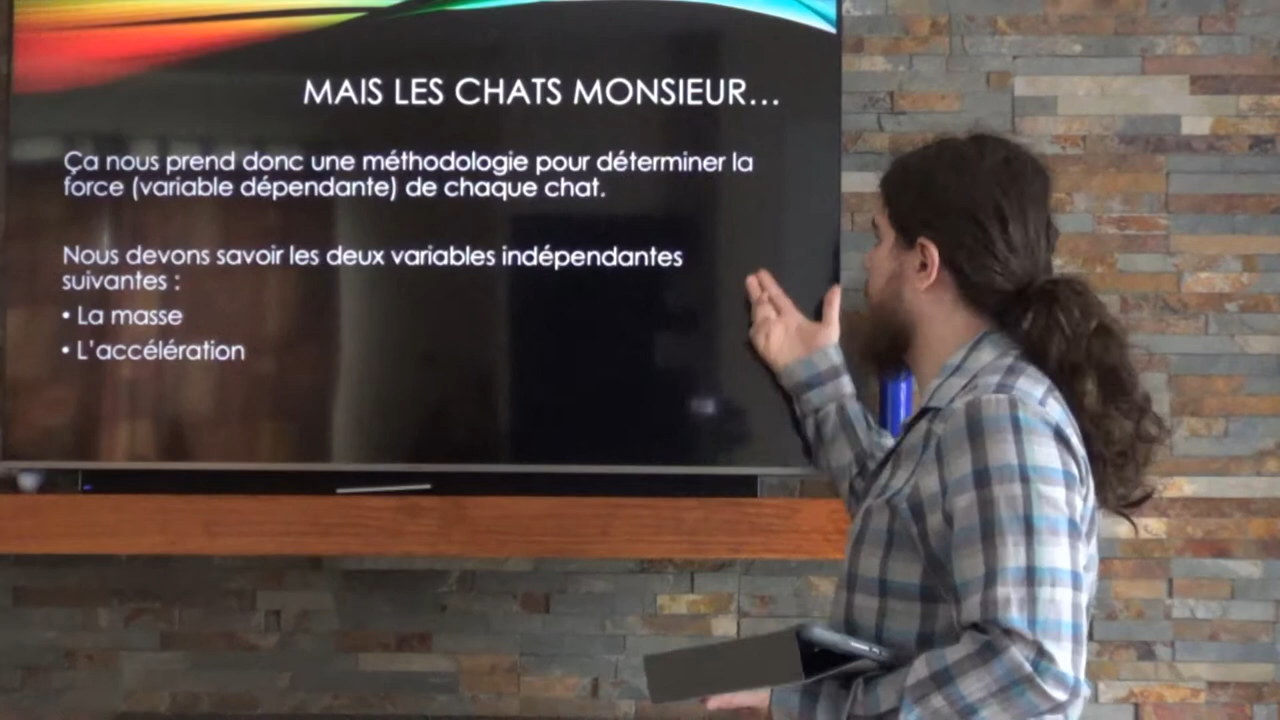 MAIS LES CHATS MONSIEUR...
Ça nous prend donc une méthodologie pour déterminer la
force (variable dépendante) de chaque chat.
Nous devons savoir les deux variables indépendantes
suivantes :
• La masse
• L'accélération